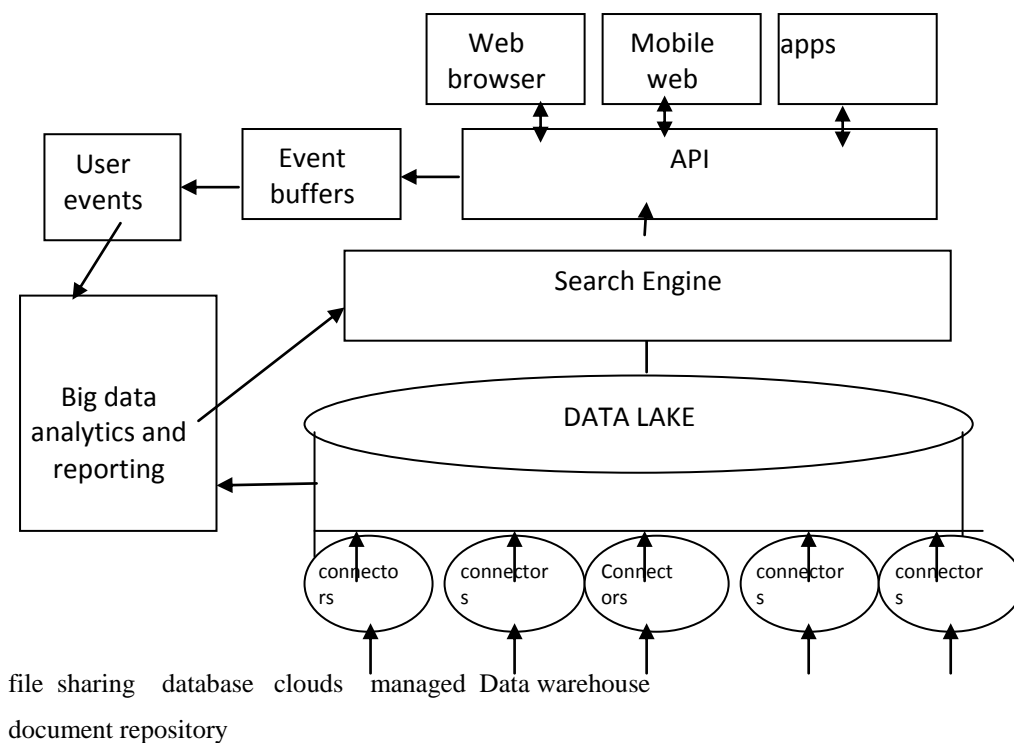 Web
browser
Mobile
web
apps
API
Event
buffers
User
events
Search Engine
Big data
analytics and
reporting
DATA LAKE
connecto
rs
connector
s
Connect
ors
connector
s
connector
s
file sharing database clouds managed Data warehouse
document repository